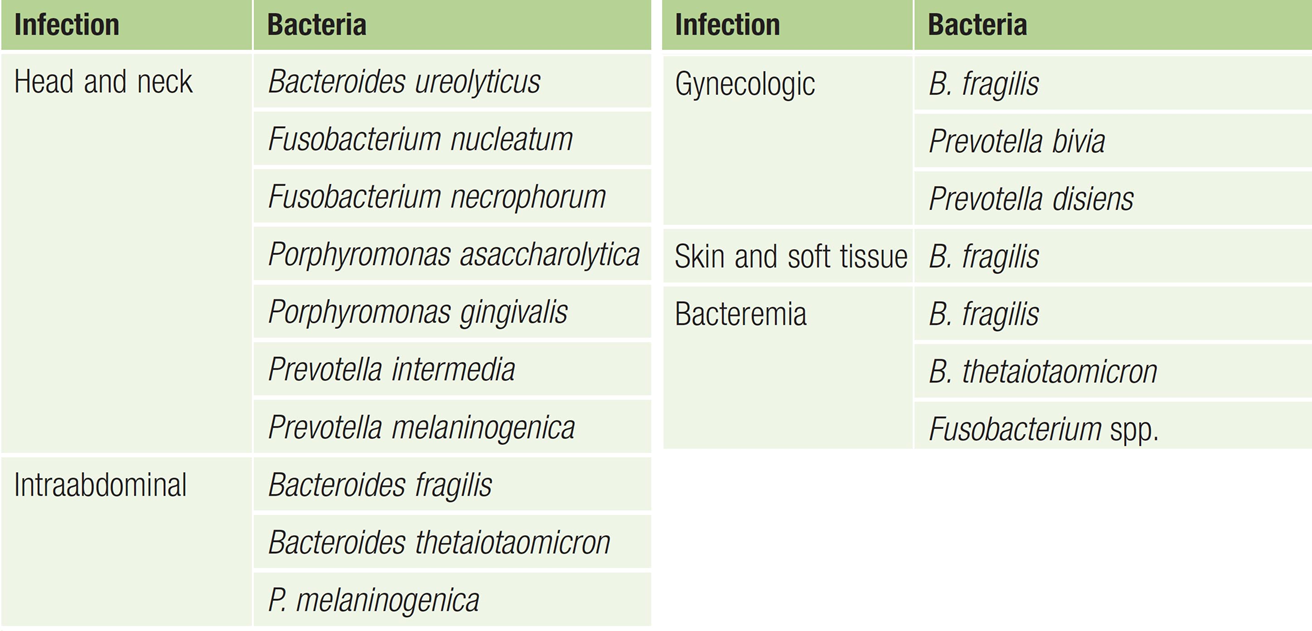 Infection Bacteria
Head and neck Bacteroides ureolyticus
Fusobacterium nucleatum
Fusobacterium necrophorum
Porphyromonas asaccharolytica
Porphyromonas gingivalis
Prevotella intermedia
Prevotella melaninogenica
Intraabdominal Bacteroides fragilis
Bacteroides thetaiotaomicron
P. melaninogenica
Infection Bacteria
Gynecologic B. fragilis
Prevotella bivia
Prevotella disiens
Skin and soft tissue B. fragilis
Bacteremia B. fragilis
B. thetaiotaomicron
Fusobacterium spp.